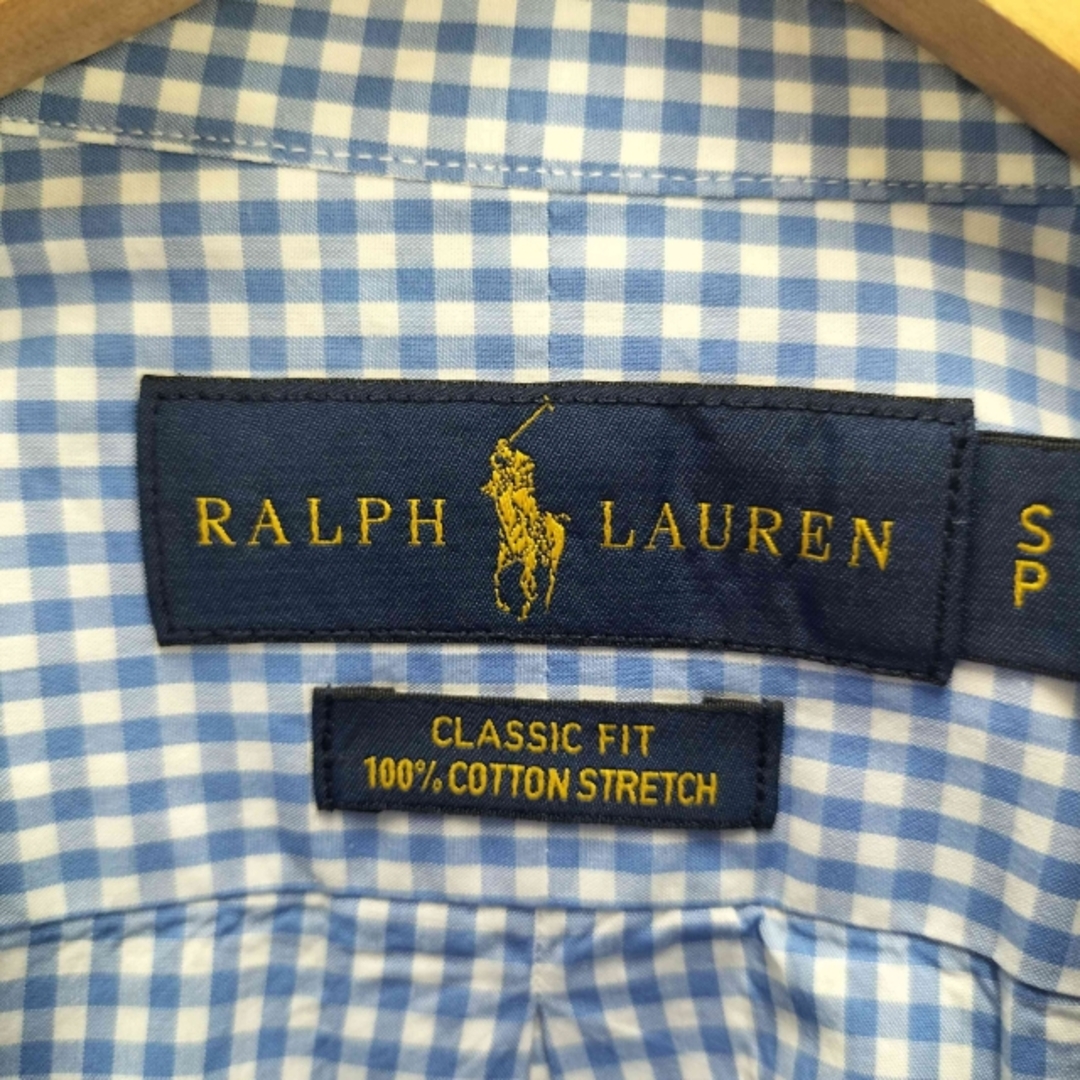 RALPH LAUREN
S
P
CLASSIC FIT
100% COTTON STRETCH